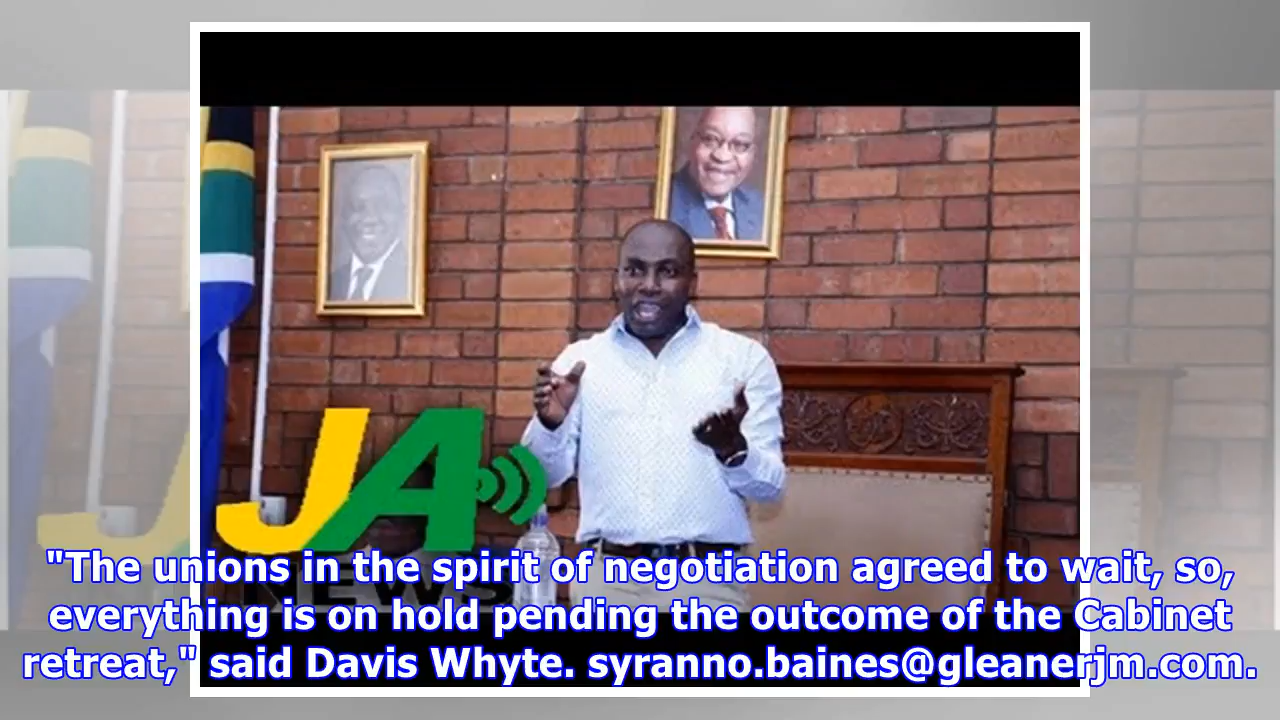 JA
NEWS
"The unions in the spirit of negotiation agreed to wait, so,
everything is on hold pending the outcome of the Cabinet
retreat," said Davis Whyte. syranno.baines@gleanerjm.com.